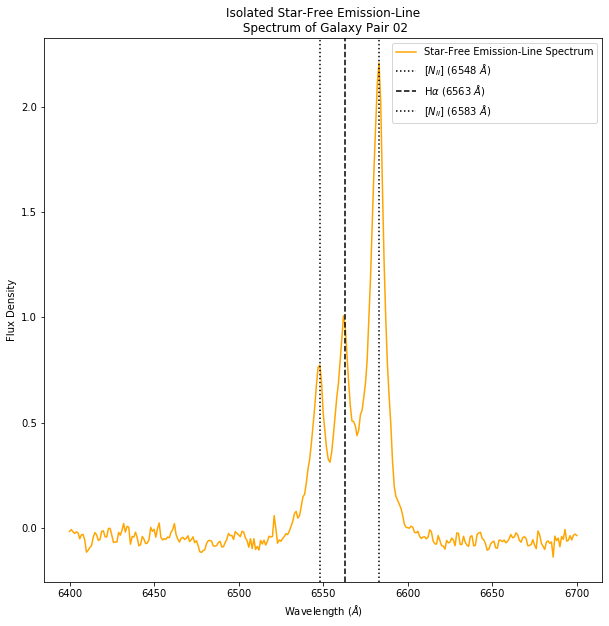 Isolated Star-Free Emission-Line
Spectrum of Galaxy Pair 02
Star-Free Emission-Line Spectrum
[N_{II}] (6548 Å)
Hα (6563 Å)
[N_{II}] (6583 Å)
Flux Density
2.0
1.5
1.0
0.5
0.0
6400 6450 6500 6550 6600 6650 6700
Wavelength (Å)